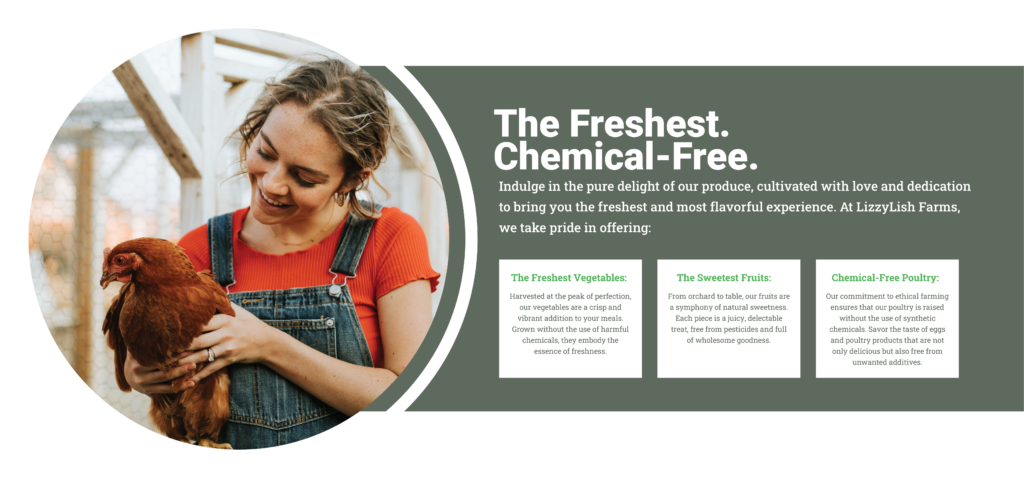 The Freshest.
Chemical-Free.
Indulge in the pure delight of our produce, cultivated with love and dedication
to bring you the freshest and most flavorful experience. At LizzyLish Farms,
we take pride in offering:
The Freshest Vegetables:
Harvested at the peak of perfection,
our vegetables are a crisp and
vibrant addition to your meals.
Grown without the use of harmful
chemicals, they embody the
essence of freshness.
The Sweetest Fruits:
From orchard to table, our fruits are
a symphony of natural sweetness.
Each piece is a juicy, delectable
treat, free from pesticides and full
of wholesome goodness.
Chemical-Free Poultry:
Our commitment to ethical farming
ensures that our poultry is raised
without the use of synthetic
chemicals. Savor the taste of eggs
and poultry products that are not
only delicious but also free from
unwanted additives.